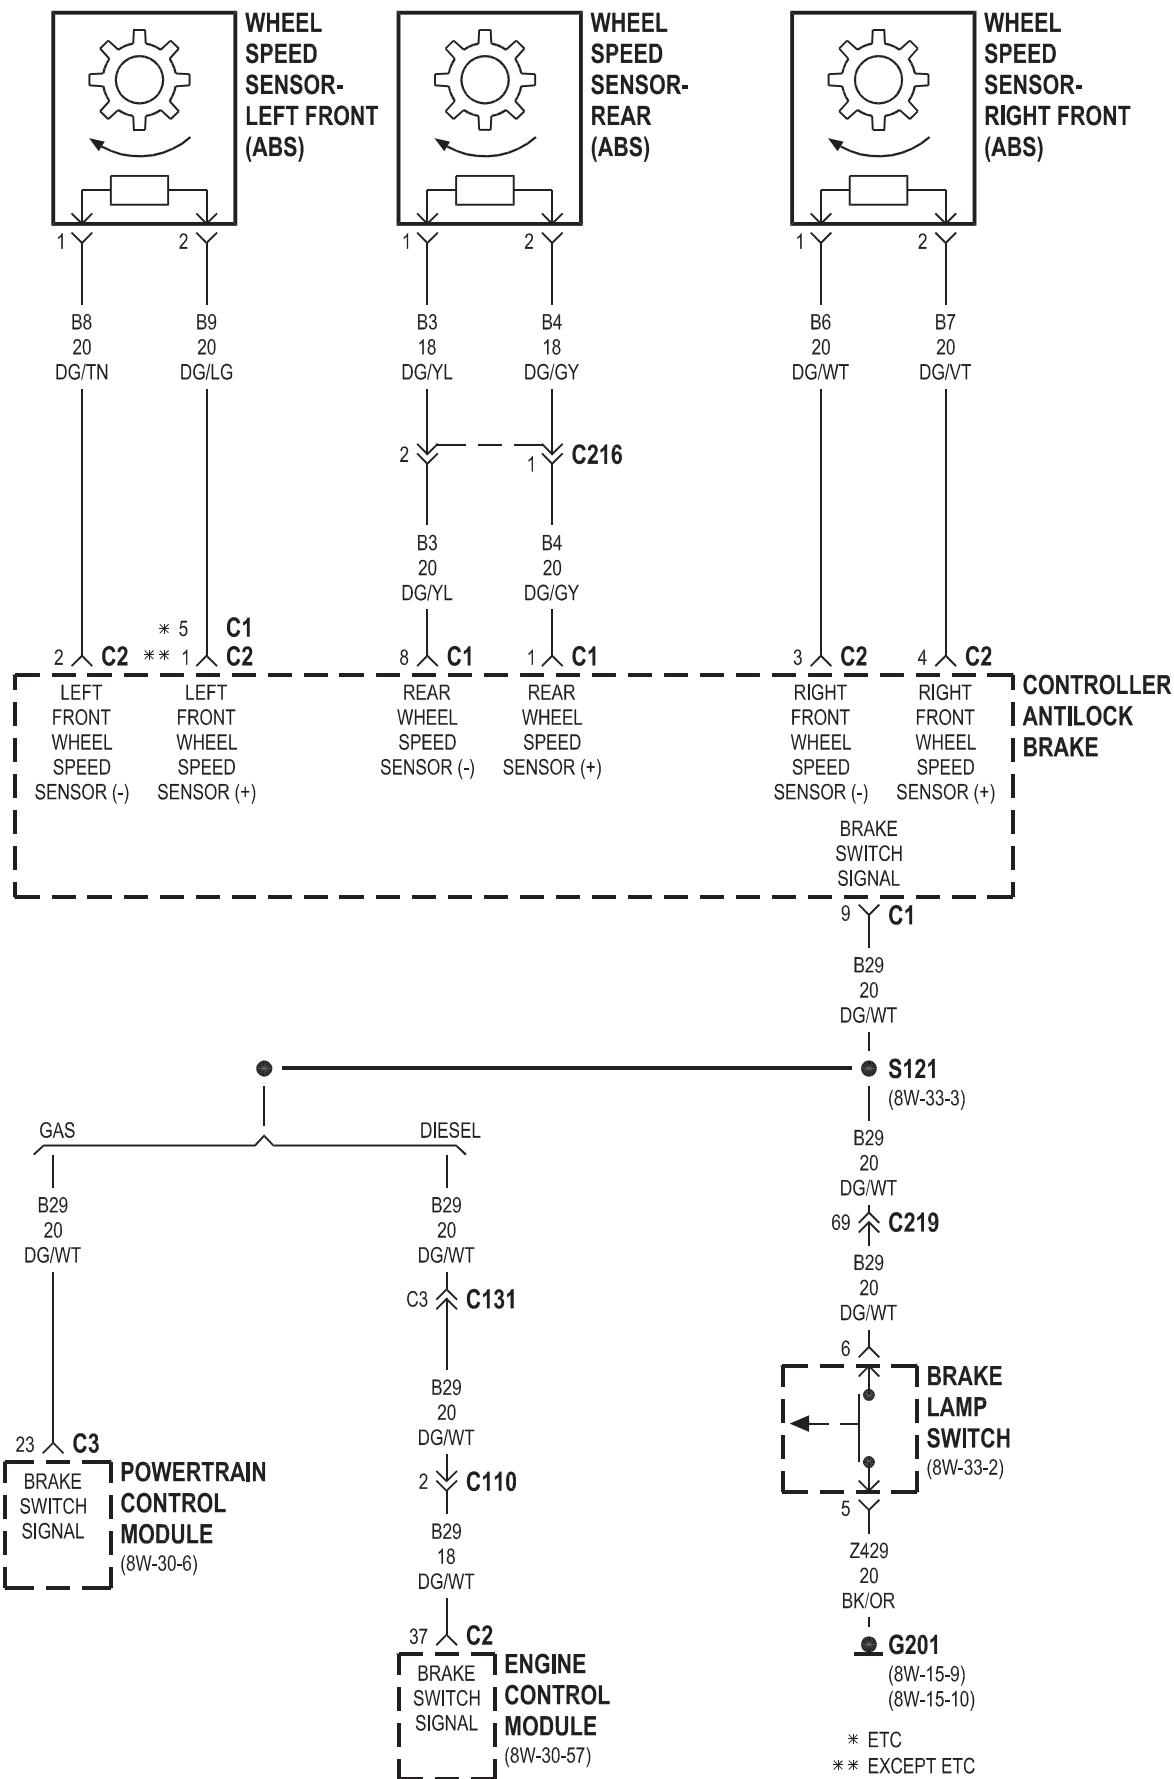 WHEEL
SPEED
SENSOR-
LEFT FRONT
(ABS)
WHEEL
SPEED
SENSOR-
REAR
(ABS)
WHEEL
SPEED
SENSOR-
RIGHT FRONT
(ABS)
1 2 1 2 1 2
B8 B9 B3 B4 B6 B7
20 20 18 18 20 20
DG/TN DG/LG DG/YL DG/GY DG/WT DG/VT
2 1 C216
B3 B4
20 20
DG/YL DG/GY
* 5 C1
2 C2 ** 1 C2 8 C1 1 C1 3 C2 4 C2
CONTROLLER
ANTILOCK
BRAKE
LEFT
FRONT
WHEEL
SPEED
SENSOR (-)
LEFT
FRONT
WHEEL
SPEED
SENSOR (+)
REAR
WHEEL
SPEED
SENSOR (-)
REAR
WHEEL
SPEED
SENSOR (+)
RIGHT
FRONT
WHEEL
SPEED
SENSOR (-)
RIGHT
FRONT
WHEEL
SPEED
SENSOR (+)
BRAKE
SWITCH
SIGNAL
9 C1
B29
20
DG/WT
S121
(8W-33-3)
GAS DIESEL
B29
20
DG/WT
23 C3
BRAKE
SWITCH
SIGNAL
POWERTRAIN
CONTROL
MODULE
(8W-30-6)
B29
20
DG/WT
C3 C131
B29
20
DG/WT
2 C110
B29
18
DG/WT
37 C2
BRAKE
SWITCH
SIGNAL
ENGINE
CONTROL
MODULE
(8W-30-57)
B29
20
DG/WT
69 C219
B29
20
DG/WT
6
BRAKE
LAMP
SWITCH
(8W-33-2)
5
Z429
20
BK/OR
G201
(8W-15-9)
(8W-15-10)
* ETC
** EXCEPT ETC